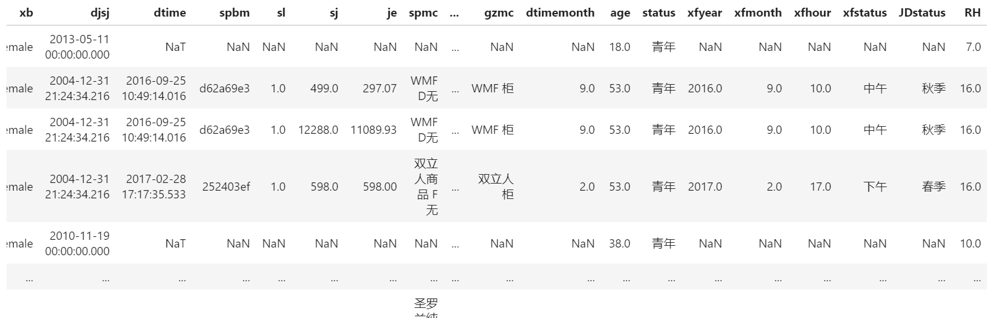 xb djsj dtime spbm sl sj je spmc ... gzmc dtimemonth age status xfyear xfmonth xfhour xfstatus JDstatus RH
emale 2013-05-11 00:00:00.000 NaT NaN NaN NaN NaN NaN ... NaN NaN 18.0 青年 NaN NaN NaN NaN NaN 7.0
emale 2004-12-31 21:24:34.216 2016-09-25 10:49:14.016 d62a69e3 1.0 499.0 297.07 WMF D无 ... WMF 柜 9.0 53.0 青年 2016.0 9.0 10.0 中午 秋季 16.0
emale 2004-12-31 21:24:34.216 2016-09-25 10:49:14.016 d62a69e3 1.0 12288.0 11089.93 WMF D无 ... WMF 柜 9.0 53.0 青年 2016.0 9.0 10.0 中午 秋季 16.0
emale 2004-12-31 21:24:34.216 2017-02-28 17:17:35.533 252403ef 1.0 598.0 598.00 双立人商品 F无 ... 双立人柜 2.0 53.0 青年 2017.0 2.0 17.0 下午 春季 16.0
emale 2010-11-19 00:00:00.000 NaT NaN NaN NaN NaN NaN ... NaN NaN 38.0 青年 NaN NaN NaN NaN NaN 10.0
... ... ... ... ... ... ... ... ... ... ... ... ... ... ... ... ... ... ...
圣罗